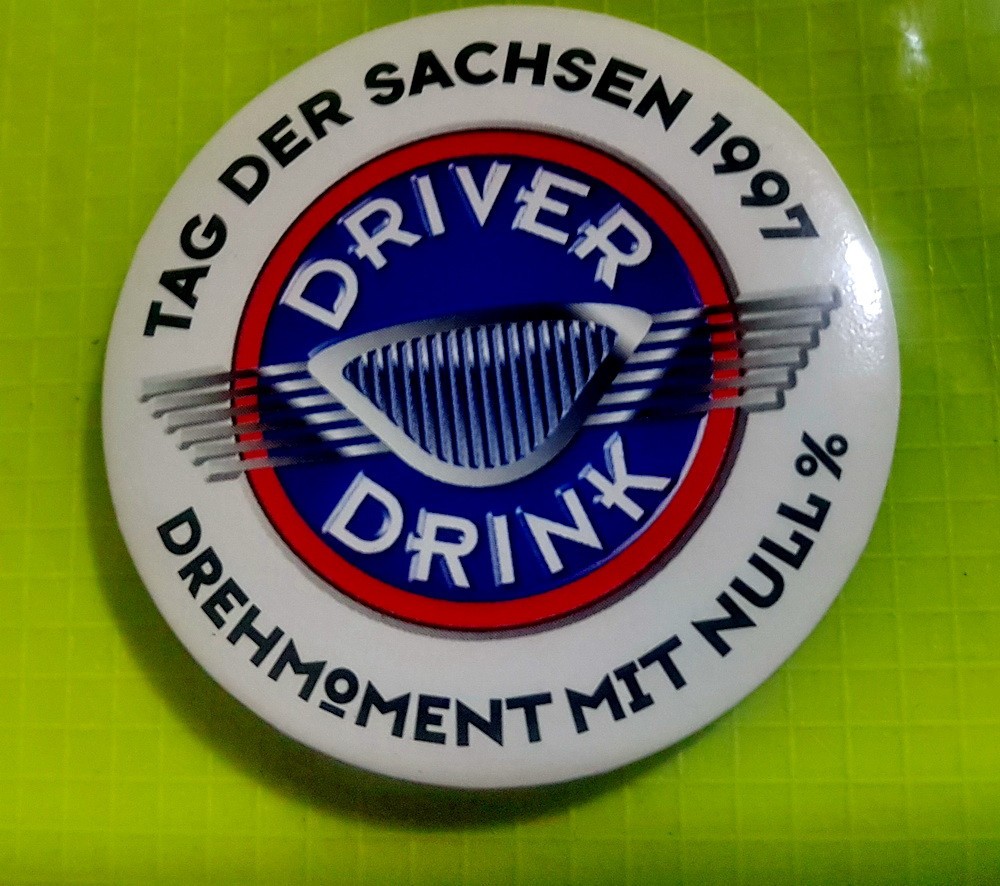 TAG DER SACHSEN 1997
DRIVER
DRINK
DREHMOMENT MIT NULL %